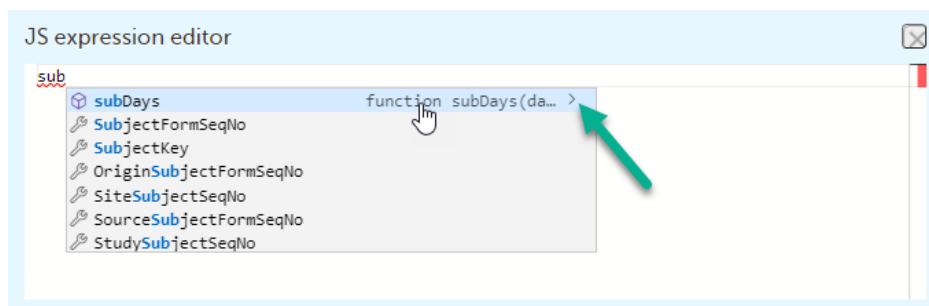 JS expression editor
sub
subDays function subDays(da… >
SubjectFormSeqNo
SubjectKey
OriginSubjectFormSeqNo
SiteSubjectSeqNo
SourceSubjectFormSeqNo
StudySubjectSeqNo